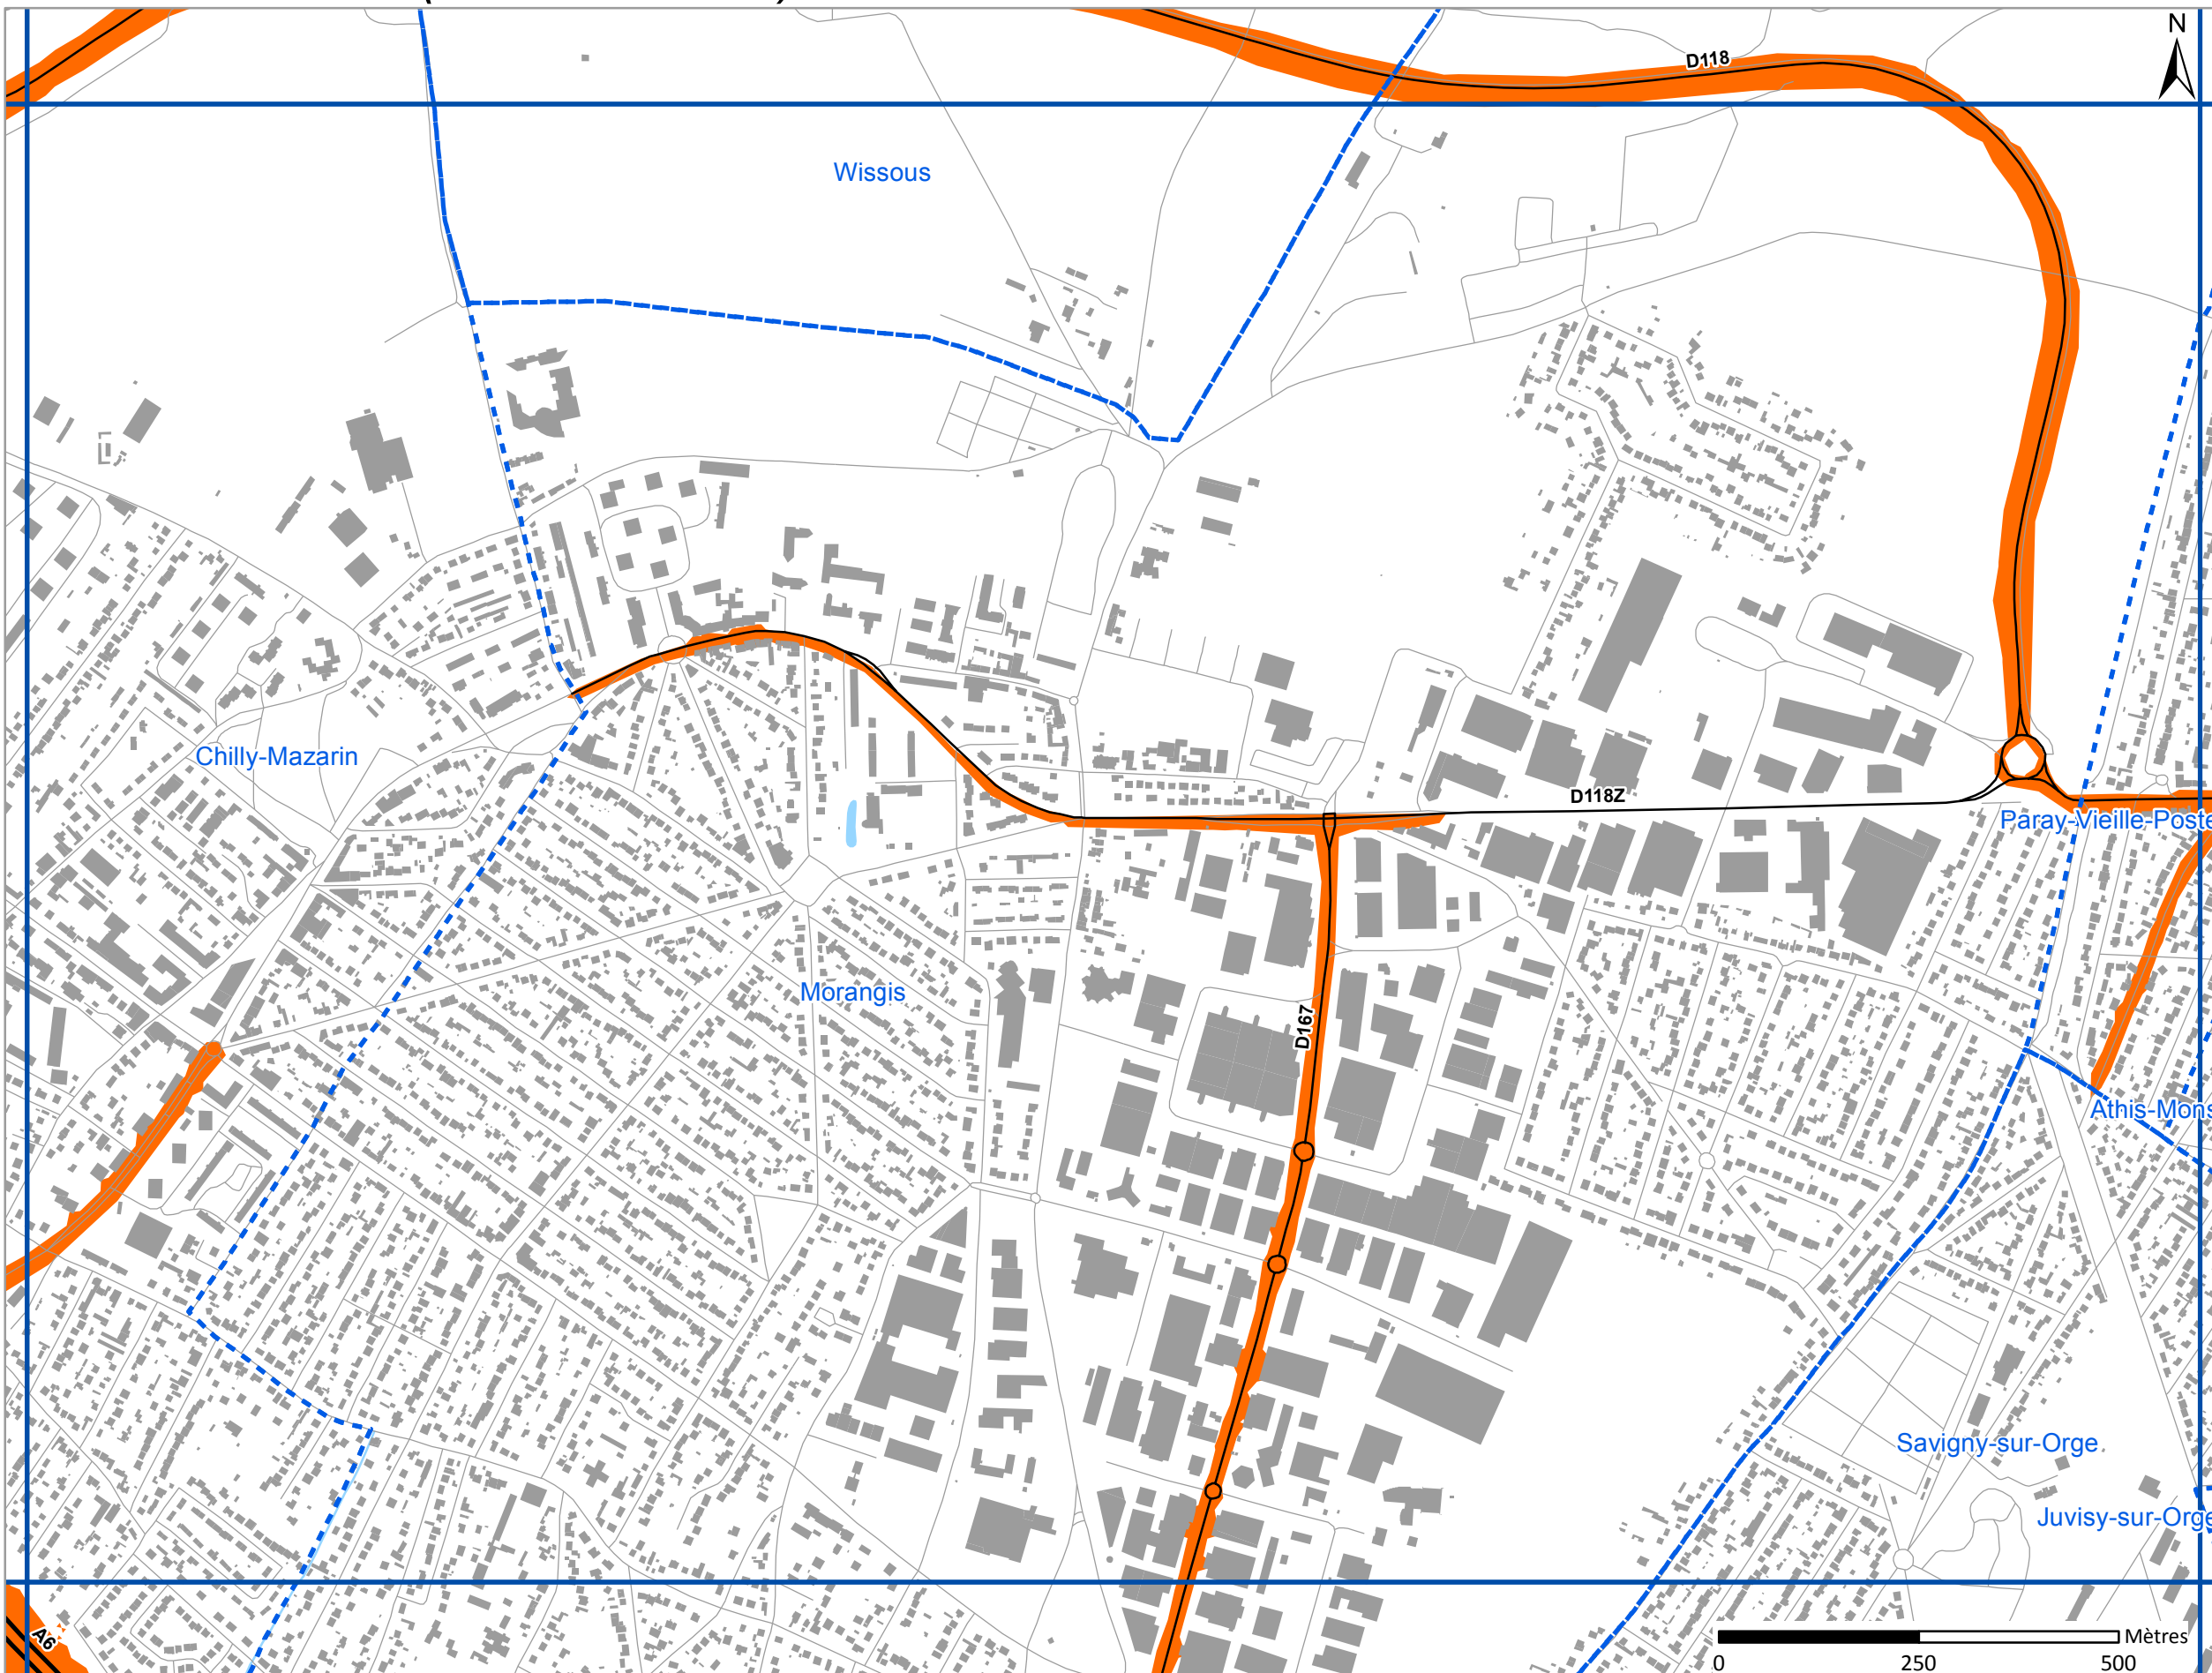 N
D118
Wissous
Chilly-Mazarin
D118Z
Paray-Vieille-Poste
Morangis
D167
Athis-Mons
Savigny-sur-Orge
Juvisy-sur-Orge
A6
Mètres
0 250 500